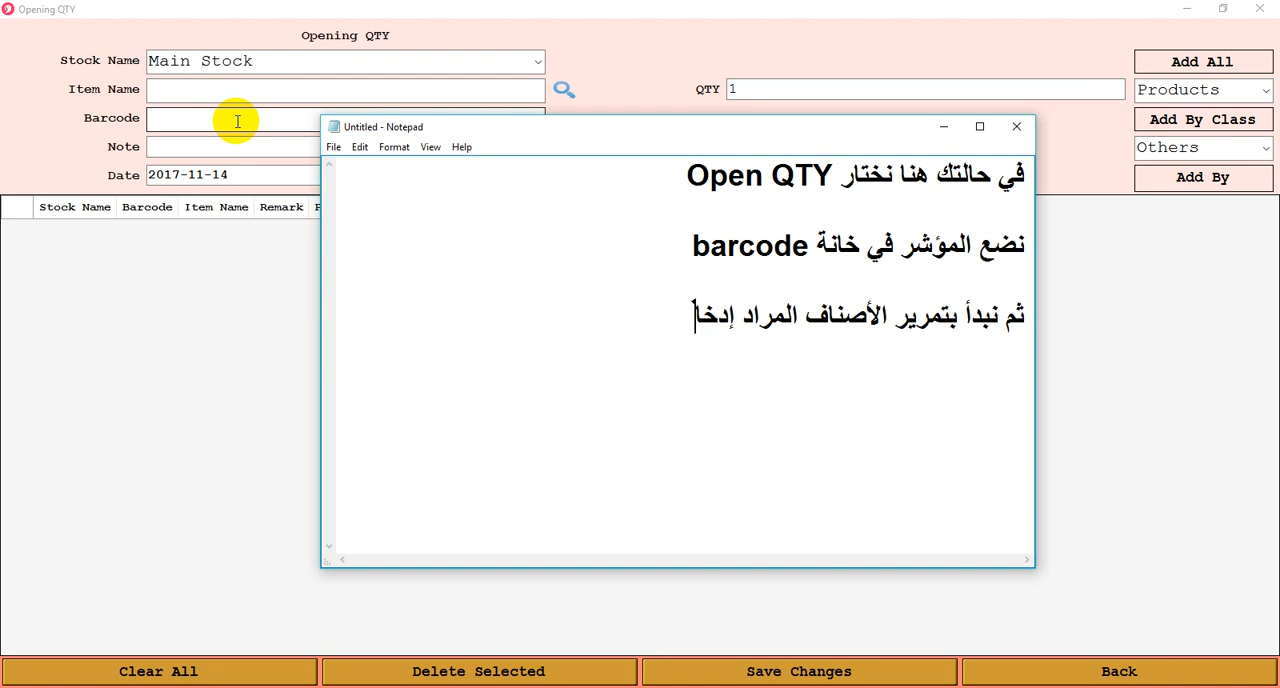 Opening QTY
Opening QTY
Stock Name Main Stock
Add All
Item Name
QTY 1
Products
Barcode
Add By Class
Note
Others
Date 2017-11-14
Add By
Stock Name Barcode Item Name Remark
Untitled - Notepad
File Edit Format View Help
في حالتك هنا نختار Open QTY
نضع المؤشر في خانة barcode
ثم نبدأ بتمرير الأصناف المراد إدخا
Clear All Delete Selected Save Changes Back